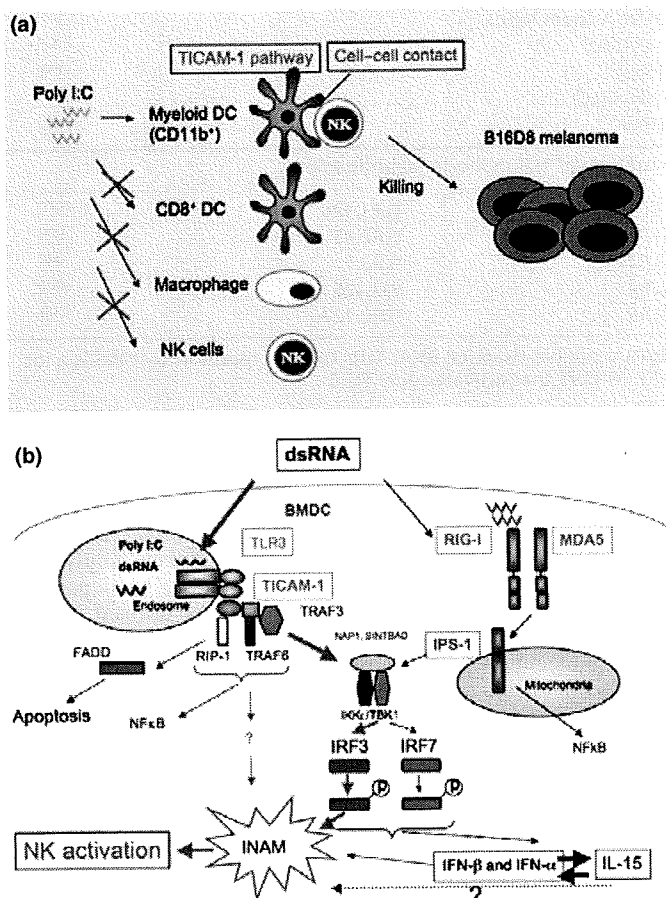 (a)
TICAM-1 pathway
Cell–cell contact
Poly I:C
Myeloid DC
(CD11b⁺)
NK
B16D8 melanoma
Killing
CD8⁺ DC
Macrophage
NK cells
NK
(b)
dsRNA
BMDC
Poly I:C
dsRNA
Endosome
TLR3
TICAM-1
TRAF3
RIG-I
MDA5
FADD
RIP-1
TRAF6
NAP1, SINTBAD
IPS-1
Mitochondria
Apoptosis
NFκB
IKKε/TBK1
NFκB
?
IRF3
IRF7
P
P
NK activation
INAM
IFN-β and IFN-α
IL-15
?